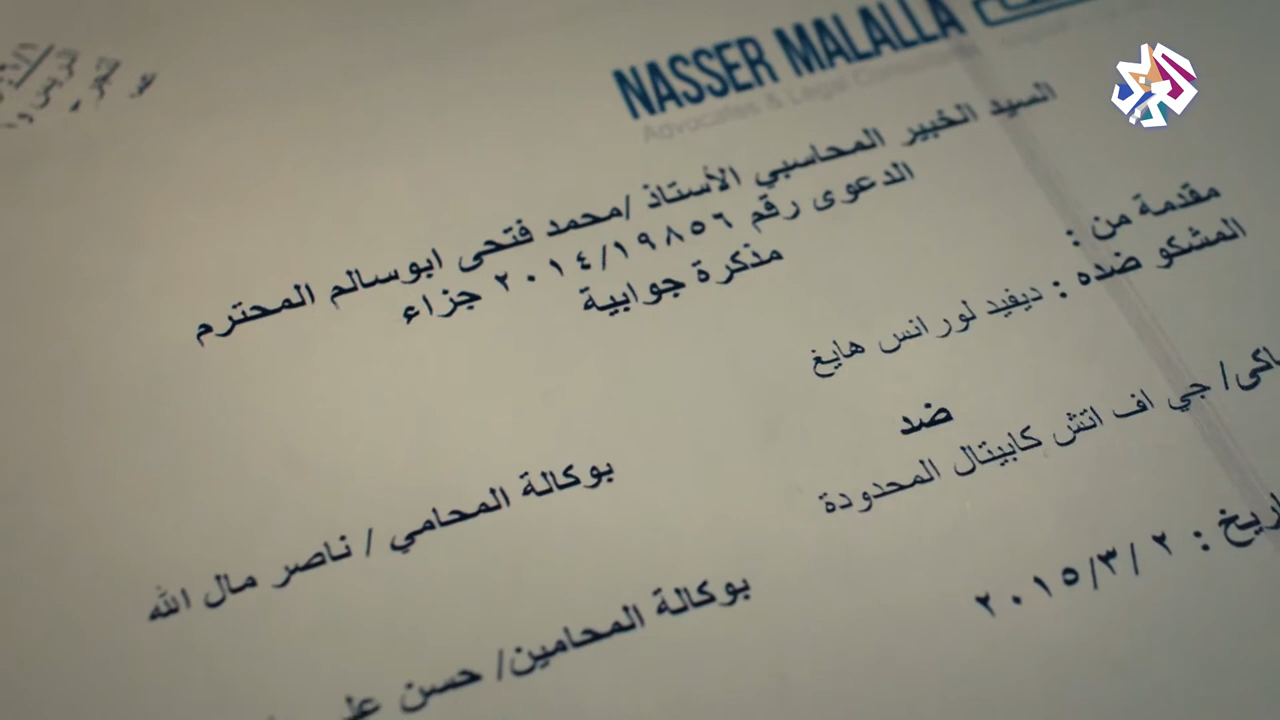 NASSER MALALLA
Advocates & Legal Consultants
السيد الخبير المحاسبي الأستاذ /محمد فتحى ابوسالم المحترم
الدعوى رقم ٢٠١٤/١٩٨٥٦ جزاء
مذكرة جوابية
مقدمة من :
المشكو ضده : ديفيد لورانس هايغ
بوكالة المحامي / ناصر مال الله
ضد
جي اف اتش كابيتال المحدودة
بوكالة المحامين/ حسن
٢ /٢٠١٥/٣